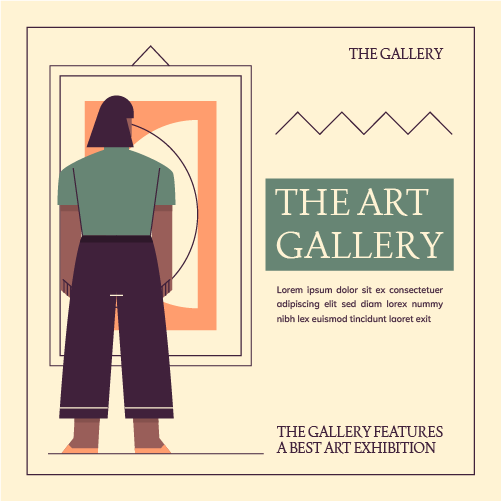 THE GALLERY
THE ART
GALLERY
Lorem ipsum dolor sit ex consectetuer
adipiscing elit sed diam lorex nummy
nibh lex euismod tincidunt laoret exit
THE GALLERY FEATURES
A BEST ART EXHIBITION